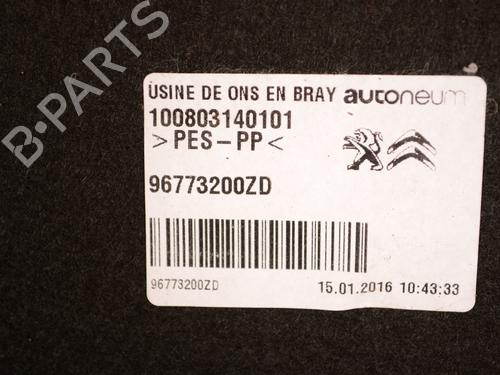 B-PARTS
USINE DE ONS EN BRAY autoneum
100803140101
>PES-PP<
96773200ZD
96773200ZD 15.01.2016 10:43:33